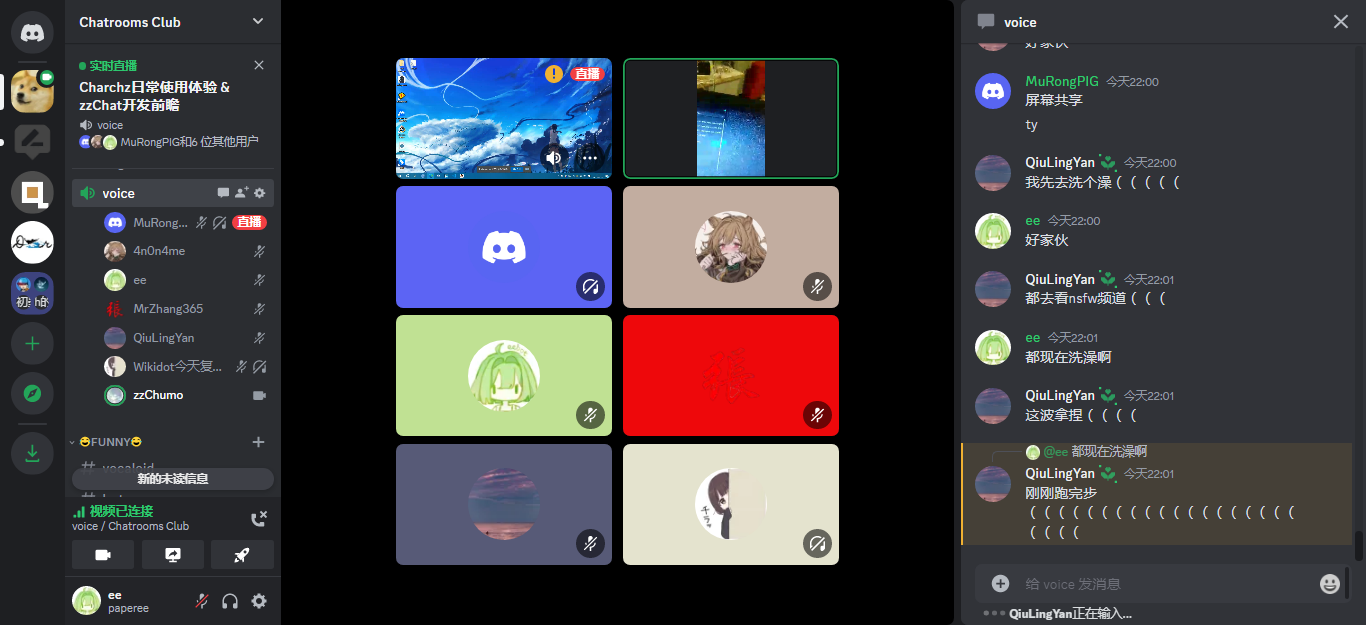 Chatrooms Club
实时直播
Charchz日常使用体验 &
zzChat开发前瞻
voice
MuRongPIG和6 位其他用户
voice
MuRong... 直播
4n0n4me
ee
MrZhang365
QiuLingYan
Wikidot今天复...
zzChumo
FUNNY
vocaloid
新的未读信息
视频已连接
voice / Chatrooms Club
ee
paperee
直播
voice
好家伙
MuRongPIG 今天22:00
屏幕共享
ty
QiuLingYan 今天22:00
我先去洗个澡（（（（（
ee 今天22:00
好家伙
QiuLingYan 今天22:01
都去看nsfw频道（（（
ee 今天22:01
都现在洗澡啊
QiuLingYan 今天22:01
这波拿捏（（（（
@ee 都现在洗澡啊
QiuLingYan 今天22:01
刚刚跑完步
（（（（（（（（（（（（（（（（（（（
（（（（
给 voice 发消息
QiuLingYan正在输入...